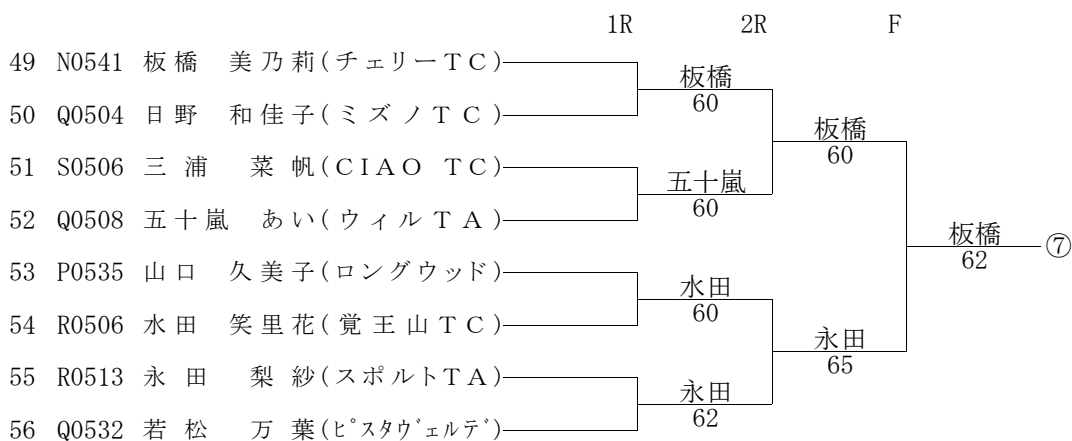 1R 2R F
49 N0541 板橋 美乃莉(チェリーTC)
板橋
60
50 Q0504 日野 和佳子(ミズノTC)
板橋
60
51 S0506 三浦 菜帆(CIAO TC)
五十嵐
60
52 Q0508 五十嵐 あい(ウィルTA)
板橋 ⑦
62
53 P0535 山口 久美子(ロングウッド)
水田
60
54 R0506 水田 笑里花(覚王山TC)
永田
65
55 R0513 永田 梨紗(スポルトTA)
永田
62
56 Q0532 若松 万葉(ピスタヴェルデ)